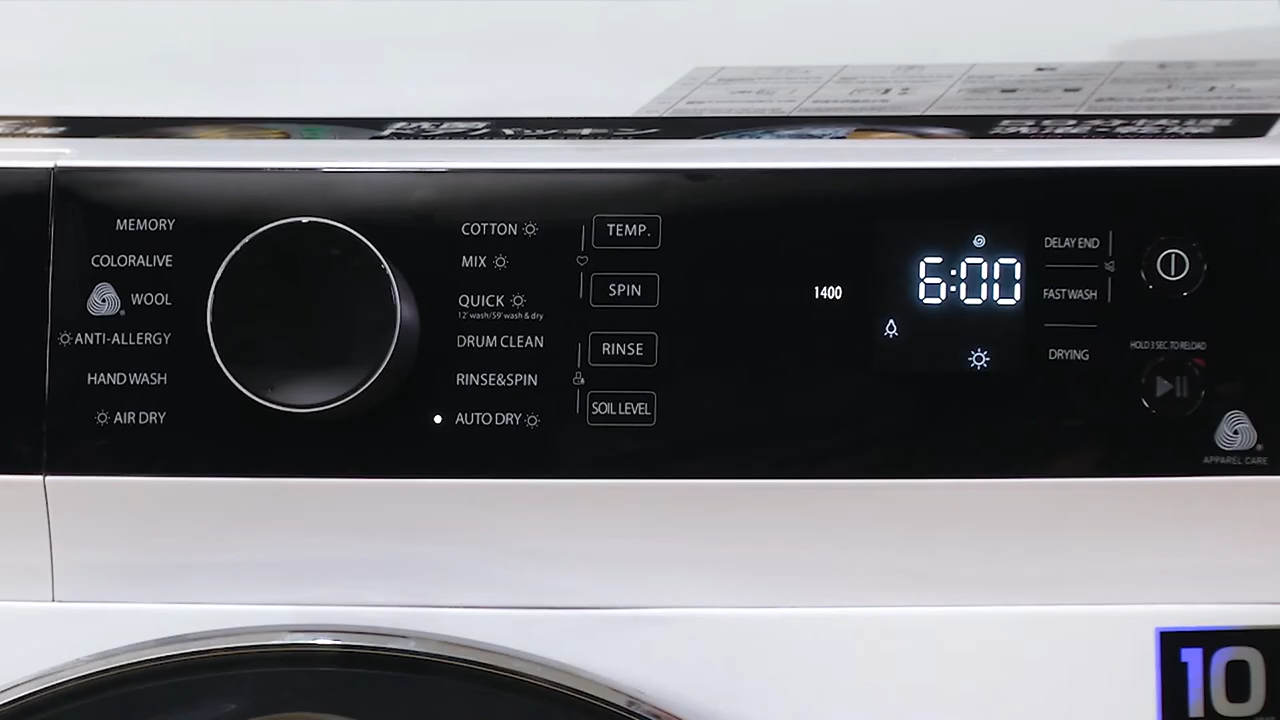 MEMORY
COLORALIVE
WOOL
ANTI-ALLERGY
HAND WASH
AIR DRY
COTTON
MIX
QUICK
12' wash/59' wash & dry
DRUM CLEAN
RINSE&SPIN
AUTO DRY
TEMP.
SPIN
RINSE
SOIL LEVEL
1400
6:00
DELAY END
FAST WASH
DRYING
HOLD 3 SEC. TO RELOAD
APPAREL CARE
10